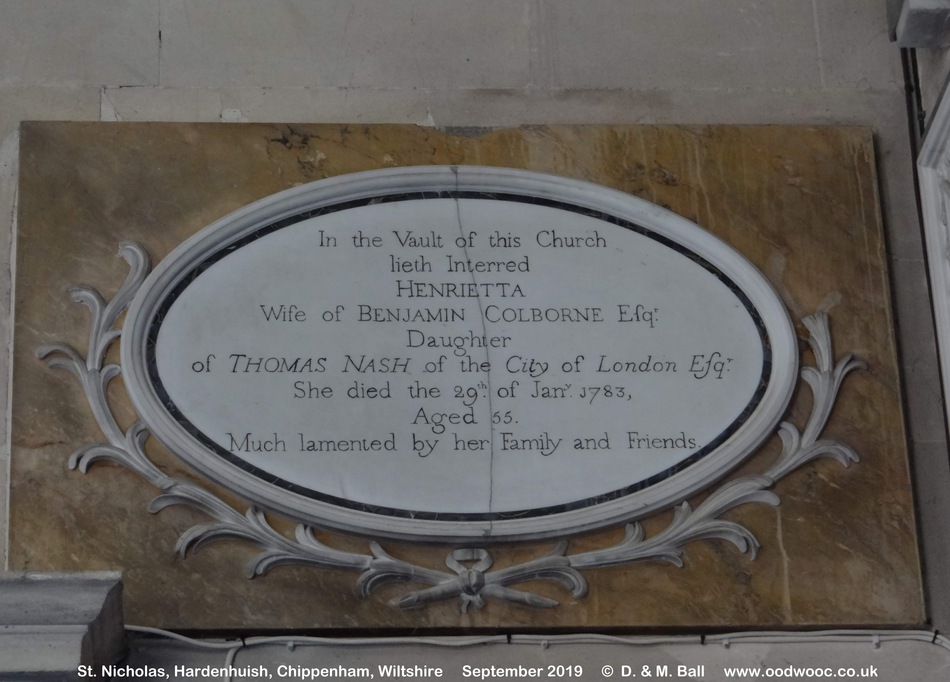 In the Vault of this Church
lieth Interred
HENRIETTA
Wife of BENJAMIN COLBORNE Eſqr.
Daughter
of THOMAS NASH of the City of London Eſqr.
She died the 29th. of Jany. 1783,
Aged 55.
Much lamented by her Family and Friends.
St. Nicholas, Hardenhuish, Chippenham, Wiltshire September 2019 © D. & M. Ball www.oodwooc.co.uk